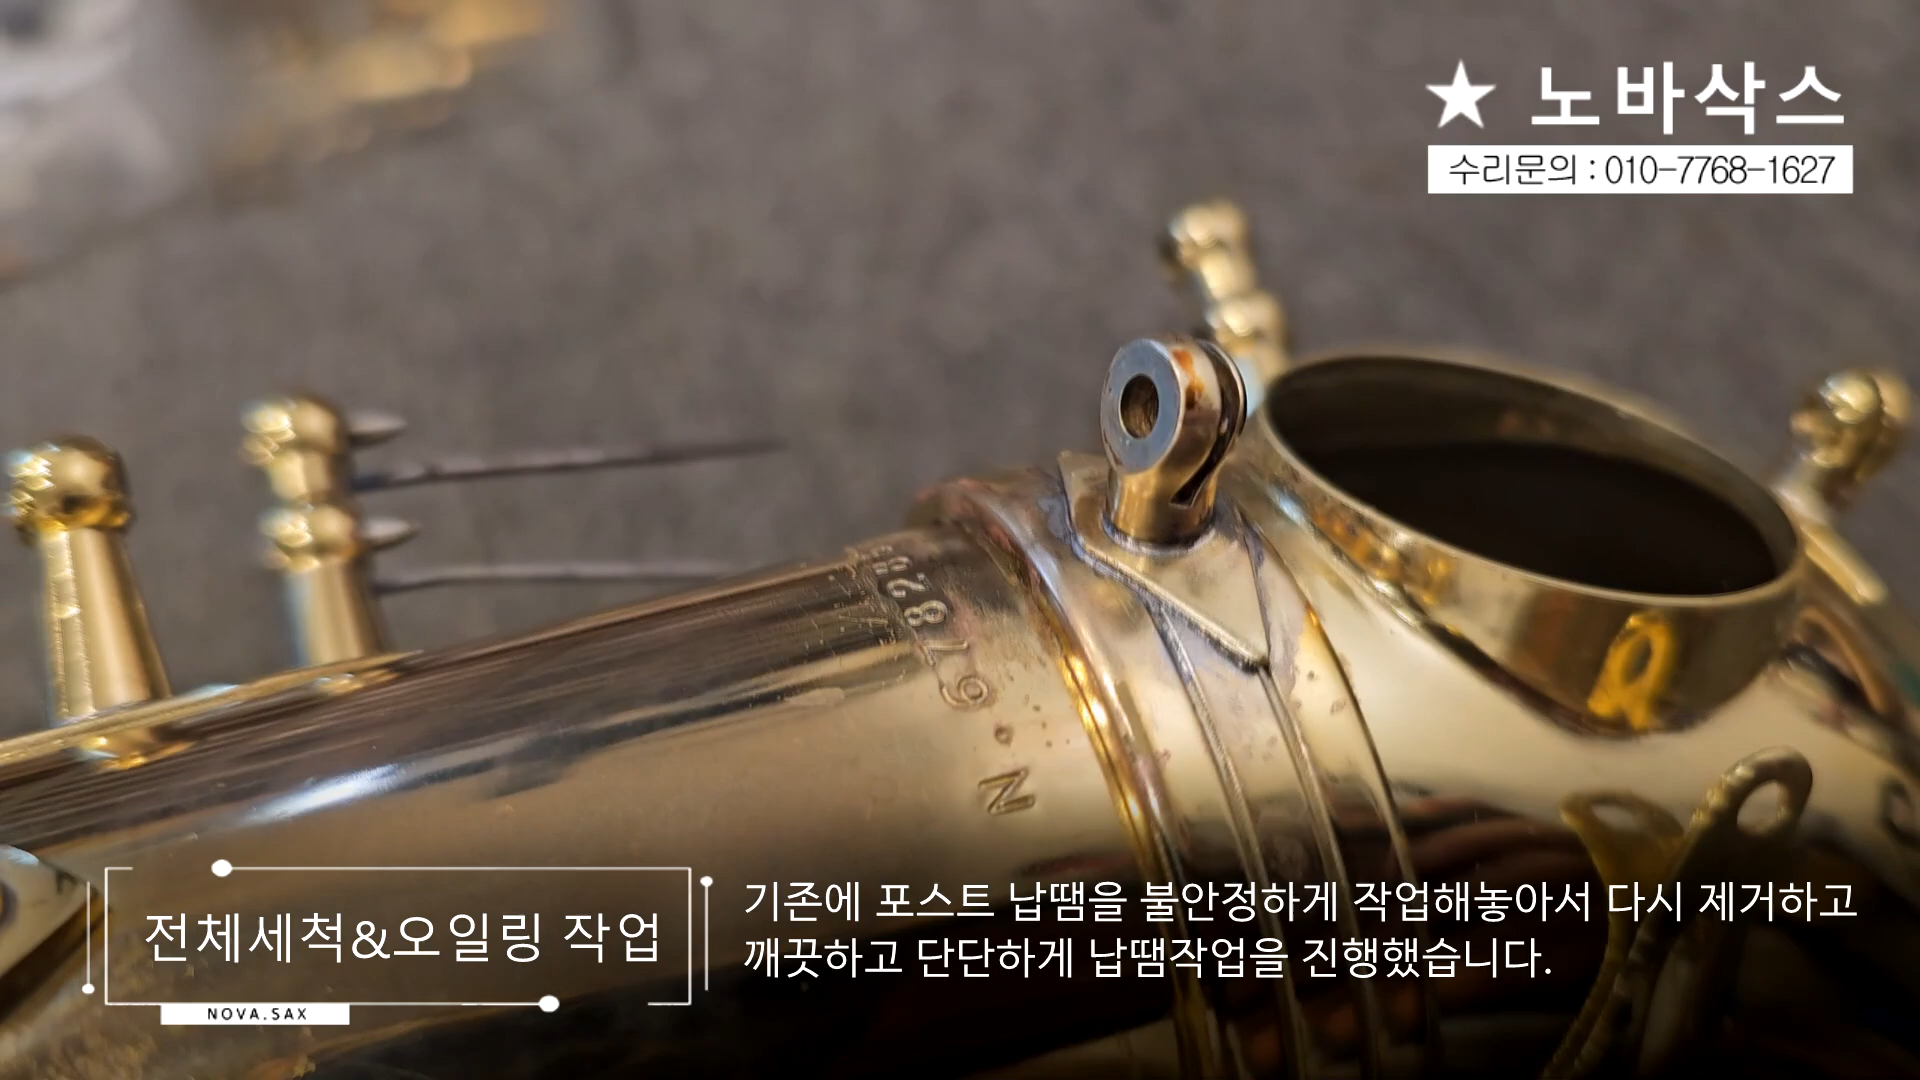 ★ 노바삭스
수리문의 : 010-7768-1627
N.67828
전체세척&오일링 작업
NOVA.SAX
기존에 포스트 납땜을 불안정하게 작업해놓아서 다시 제거하고
깨끗하고 단단하게 납땜작업을 진행했습니다.